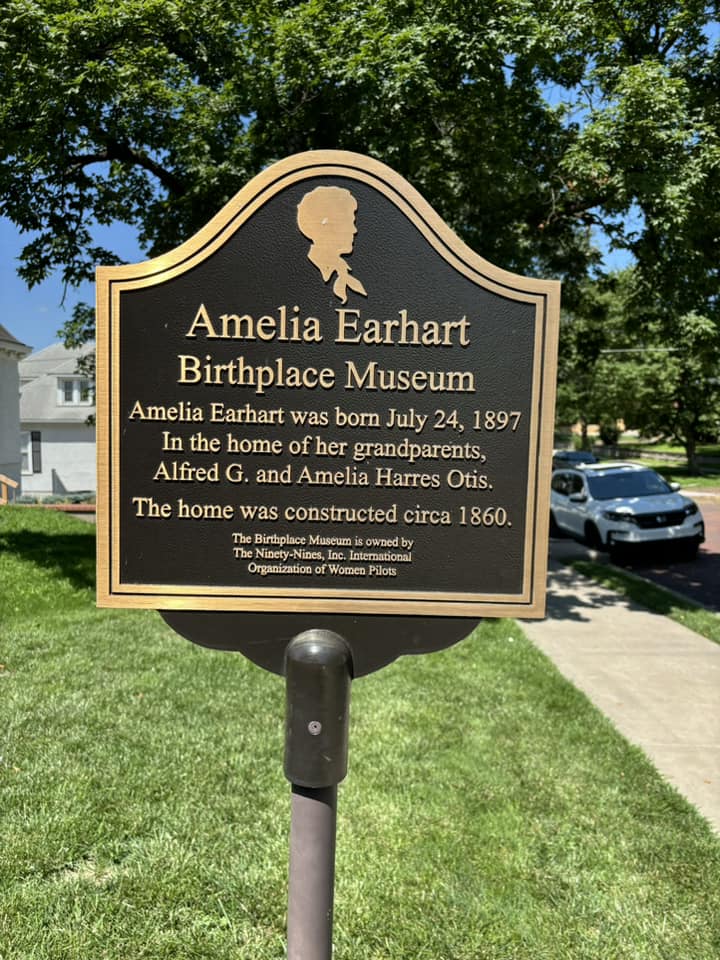 Amelia Earhart
Birthplace Museum
Amelia Earhart was born July 24, 1897
In the home of her grandparents,
Alfred G. and Amelia Harres Otis.
The home was constructed circa 1860.
The Birthplace Museum is owned by
The Ninety-Nines, Inc. International
Organization of Women Pilots